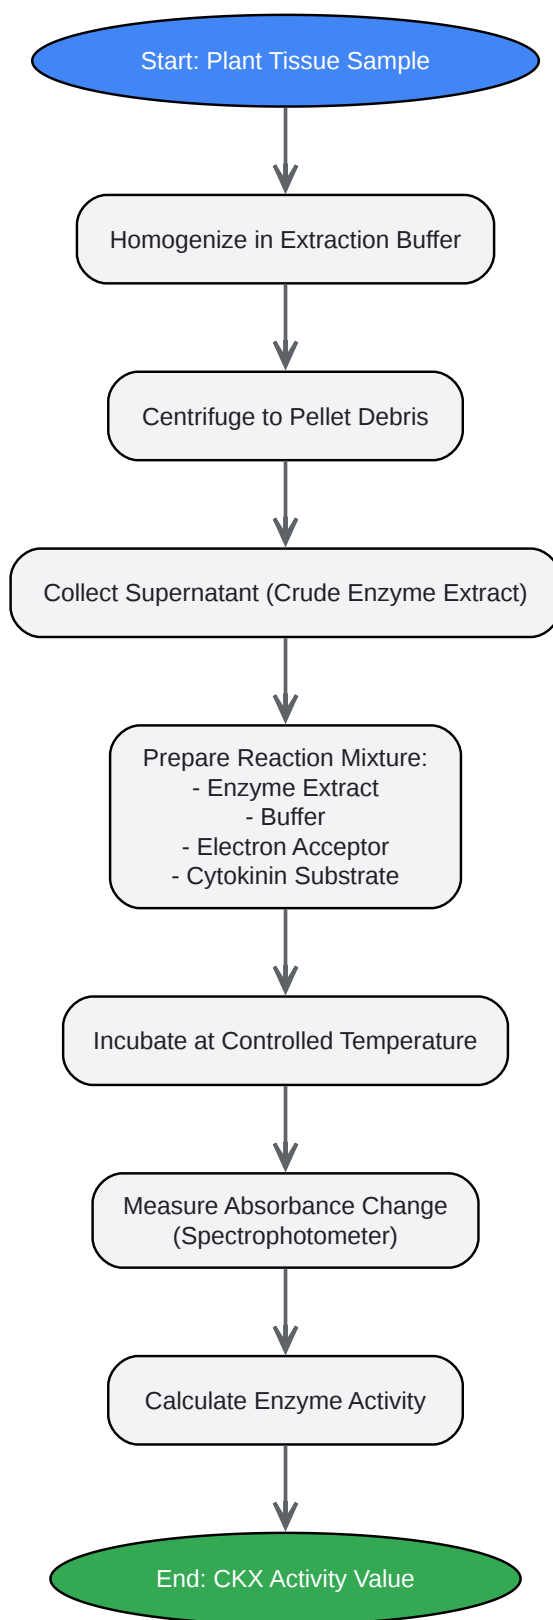 Start: Plant Tissue Sample
Homogenize in Extraction Buffer
Centrifuge to Pellet Debris
Collect Supernatant (Crude Enzyme Extract)
Prepare Reaction Mixture:
- Enzyme Extract
- Buffer
- Electron Acceptor
- Cytokinin Substrate
Incubate at Controlled Temperature
Measure Absorbance Change
(Spectrophotometer)
Calculate Enzyme Activity
End: CKX Activity Value